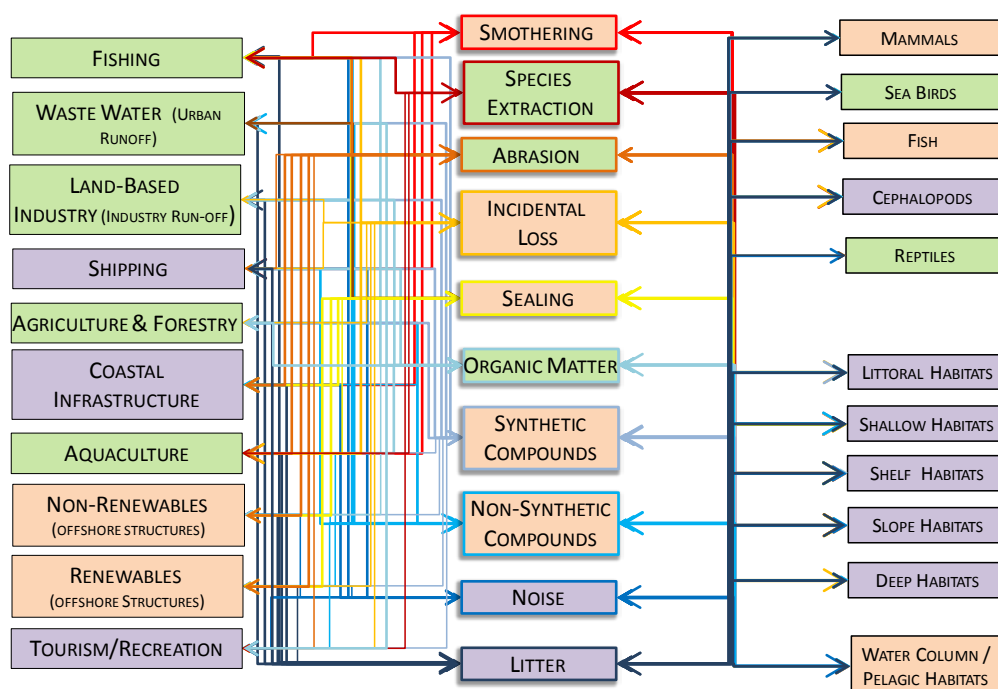 FISHING
WASTE WATER (URBAN
RUNOFF)
LAND-BASED
INDUSTRY (INDUSTRY RUN-OFF)
SHIPPING
AGRICULTURE & FORESTRY
COASTAL
INFRASTRUCTURE
AQUACULTURE
NON-RENEWABLES
(OFFSHORE STRUCTURES)
RENEWABLES
(OFFSHORE STRUCTURES)
TOURISM/RECREATION
SMOTHERING
SPECIES
EXTRACTION
ABRASION
INCIDENTAL
LOSS
SEALING
ORGANIC MATTER
SYNTHETIC
COMPOUNDS
NON-SYNTHETIC
COMPOUNDS
NOISE
LITTER
MAMMALS
SEA BIRDS
FISH
CEPHALOPODS
REPTILES
LITTORAL HABITATS
SHALLOW HABITATS
SHELF HABITATS
SLOPE HABITATS
DEEP HABITATS
WATER COLUMN /
PELAGIC HABITATS